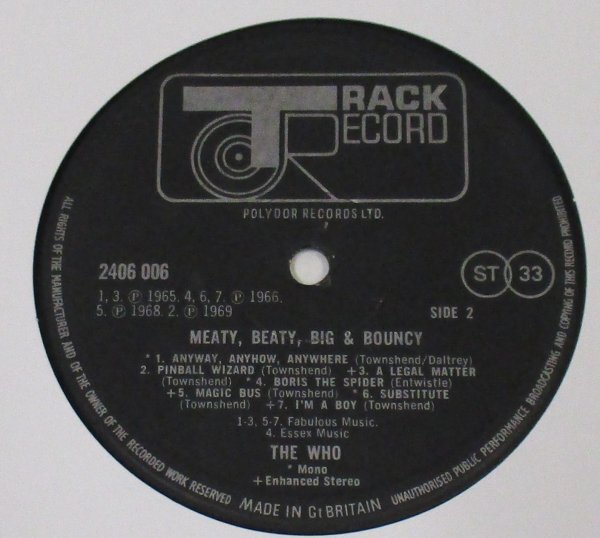 TRACK
RECORD
POLYDOR RECORDS LTD.
2406 006
ST 33
1, 3. Ⓟ 1965. 4, 6, 7. Ⓟ 1966.
5. Ⓟ 1968. 2. Ⓟ 1969
SIDE 2
MEATY, BEATY, BIG & BOUNCY
* 1. ANYWAY, ANYHOW, ANYWHERE (Townshend/Daltrey)
2. PINBALL WIZARD (Townshend) +3. A LEGAL MATTER
(Townshend) * 4. BORIS THE SPIDER (Entwistle)
+5. MAGIC BUS (Townshend) * 6. SUBSTITUTE
(Townshend) +7. I'M A BOY (Townshend)
1-3, 5-7. Fabulous Music.
4. Essex Music
THE WHO
* Mono
+ Enhanced Stereo
ALL RIGHTS OF THE MANUFACTURER AND OF THE OWNER OF THE RECORDED WORK RESERVED
MADE IN Gt BRITAIN
UNAUTHORISED PUBLIC PERFORMANCE BROADCASTING AND COPYING OF THIS RECORD PROHIBITED